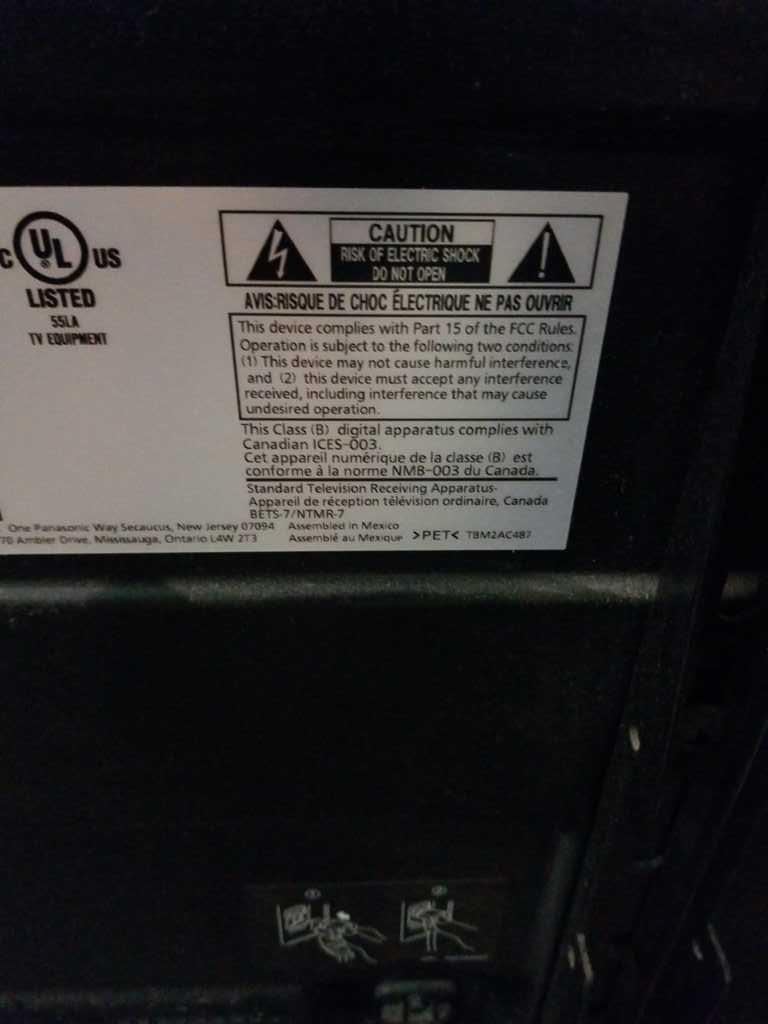 C UL US
LISTED
55LA
TV EQUIPMENT
CAUTION
RISK OF ELECTRIC SHOCK
DO NOT OPEN
AVIS:RISQUE DE CHOC ÉLECTRIQUE NE PAS OUVRIR
This device complies with Part 15 of the FCC Rules.
Operation is subject to the following two conditions:
(1) This device may not cause harmful interference,
and (2) this device must accept any interference
received, including interference that may cause
undesired operation.
This Class (B) digital apparatus complies with
Canadian ICES-003.
Cet appareil numérique de la classe (B) est
conforme à la norme NMB-003 du Canada.
Standard Television Receiving Apparatus-
Appareil de réception télévision ordinaire, Canada
BETS-7/NTMR-7
One Panasonic Way Secaucus, New Jersey 07094 Assembled in Mexico
70 Ambler Drive, Mississauga, Ontario L4W 2T3 Assemblé au Mexique >PET< TBM2AC487